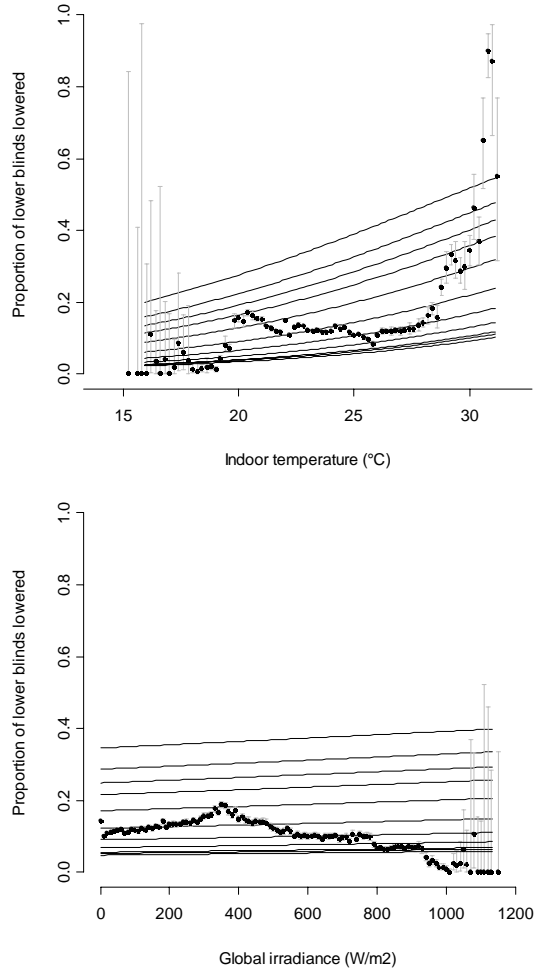 Proportion of lower blinds lowered
1.0
0.8
0.6
0.4
0.2
0.0
15 20 25 30
Indoor temperature (°C)
Proportion of lower blinds lowered
1.0
0.8
0.6
0.4
0.2
0.0
0 200 400 600 800 1000 1200
Global irradiance (W/m2)